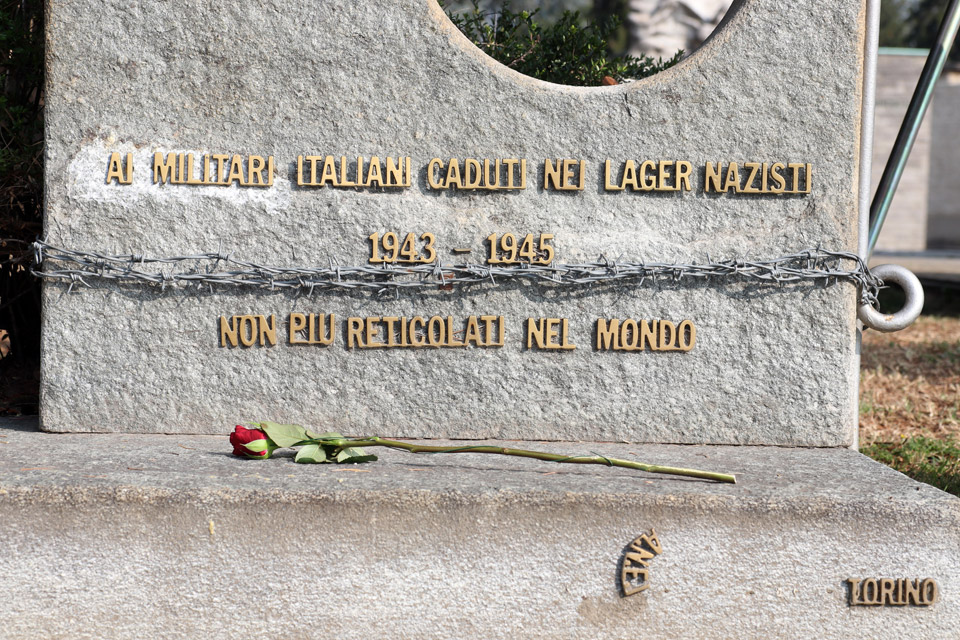 AI MILITARI ITALIANI CADUTI NEI LAGER NAZISTI
1943 - 1945
NON PIU RETICOLATI NEL MONDO
A.N.E
TORINO